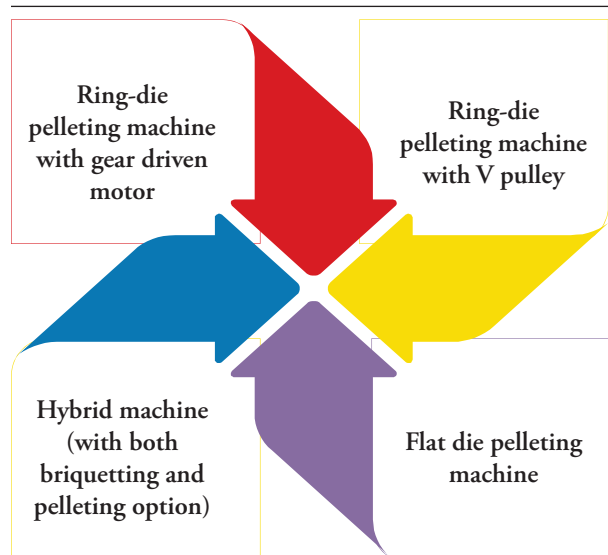 Ring-die
pelleting machine
with gear driven
motor
Ring-die
pelleting machine
with V pulley
Hybrid machine
(with both
briquetting and
pelleting option)
Flat die pelleting
machine